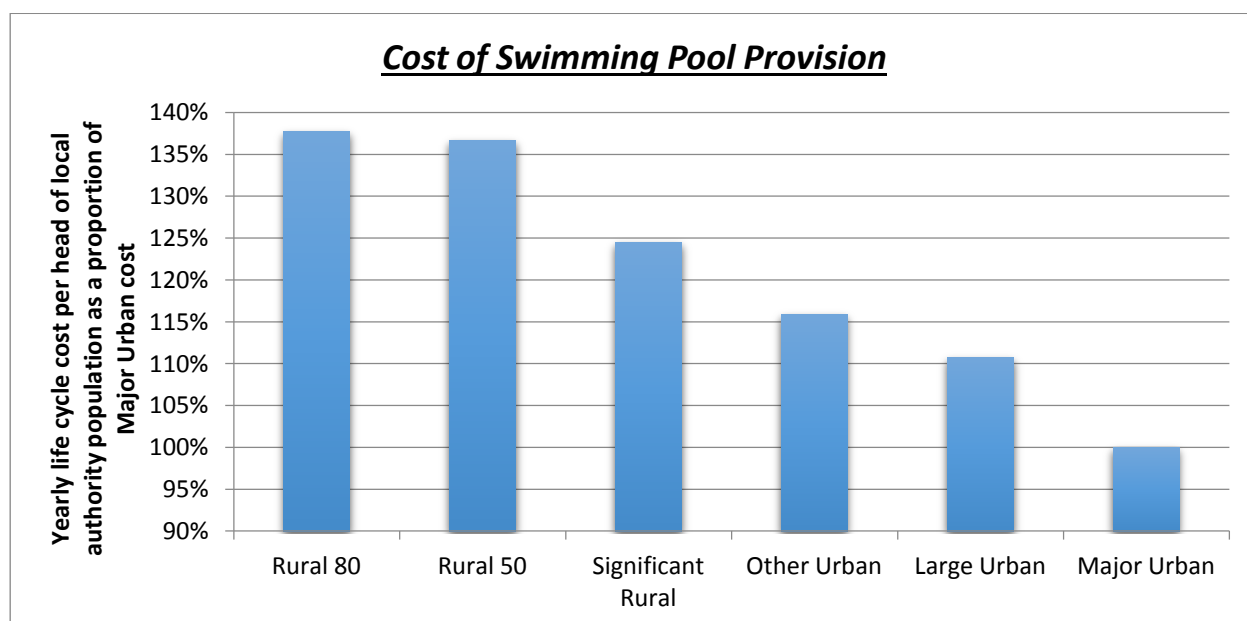 Cost of Swimming Pool Provision
Yearly life cycle cost per head of local
authority population as a proportion of
Major Urban cost
140%
135%
130%
125%
120%
115%
110%
105%
100%
95%
90%
Rural 80
Rural 50
Significant
Rural
Other Urban
Large Urban
Major Urban